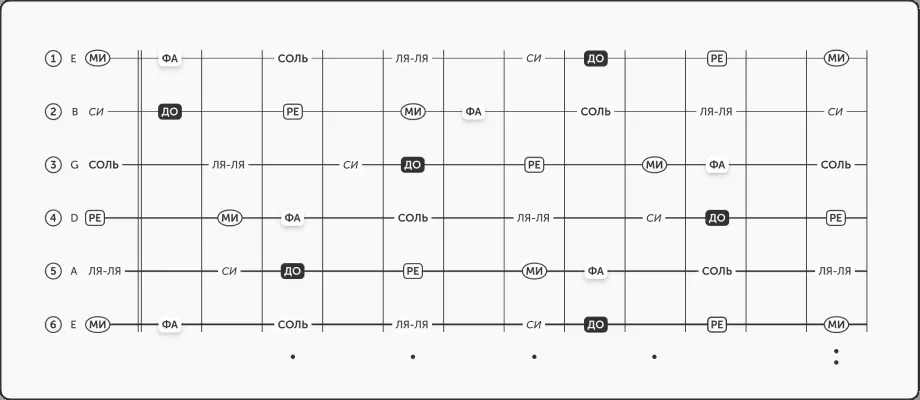 1 E МИ ФА СОЛЬ ЛЯ-ЛЯ СИ ДО РЕ МИ
2 B СИ ДО РЕ МИ ФА СОЛЬ ЛЯ-ЛЯ СИ
3 G СОЛЬ ЛЯ-ЛЯ СИ ДО РЕ МИ ФА СОЛЬ
4 D РЕ МИ ФА СОЛЬ ЛЯ-ЛЯ СИ ДО РЕ
5 A ЛЯ-ЛЯ СИ ДО РЕ МИ ФА СОЛЬ ЛЯ-ЛЯ
6 E МИ ФА СОЛЬ ЛЯ-ЛЯ СИ ДО РЕ МИ